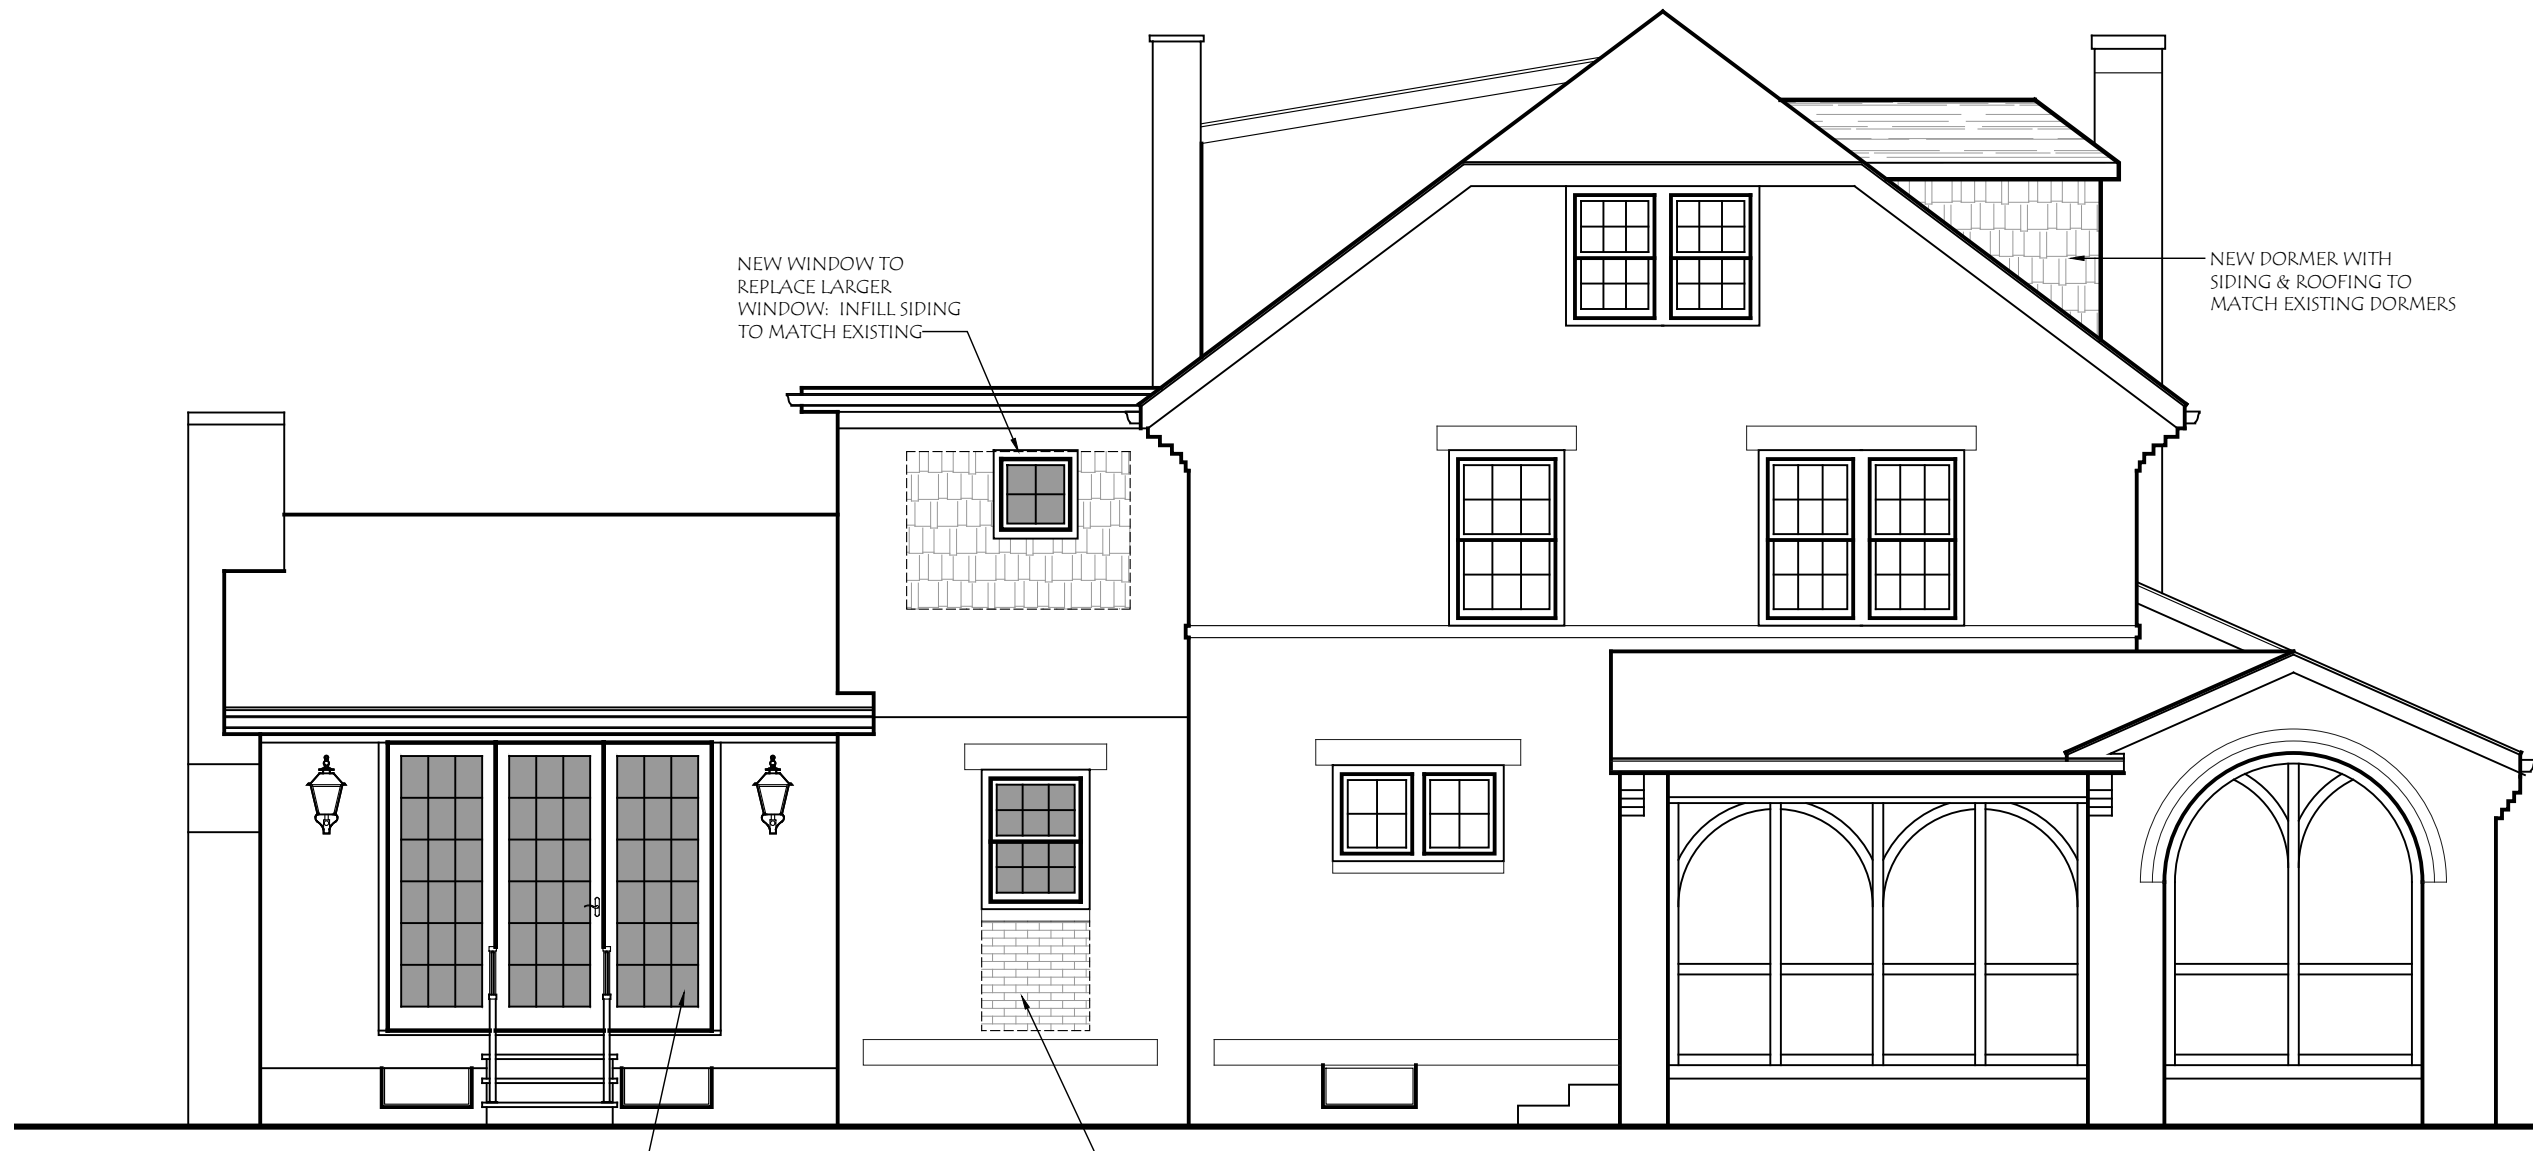 NEW WINDOW TO
REPLACE LARGER
WINDOW: INFILL SIDING
TO MATCH EXISTING
NEW DORMER WITH
SIDING & ROOFING TO
MATCH EXISTING DORMERS